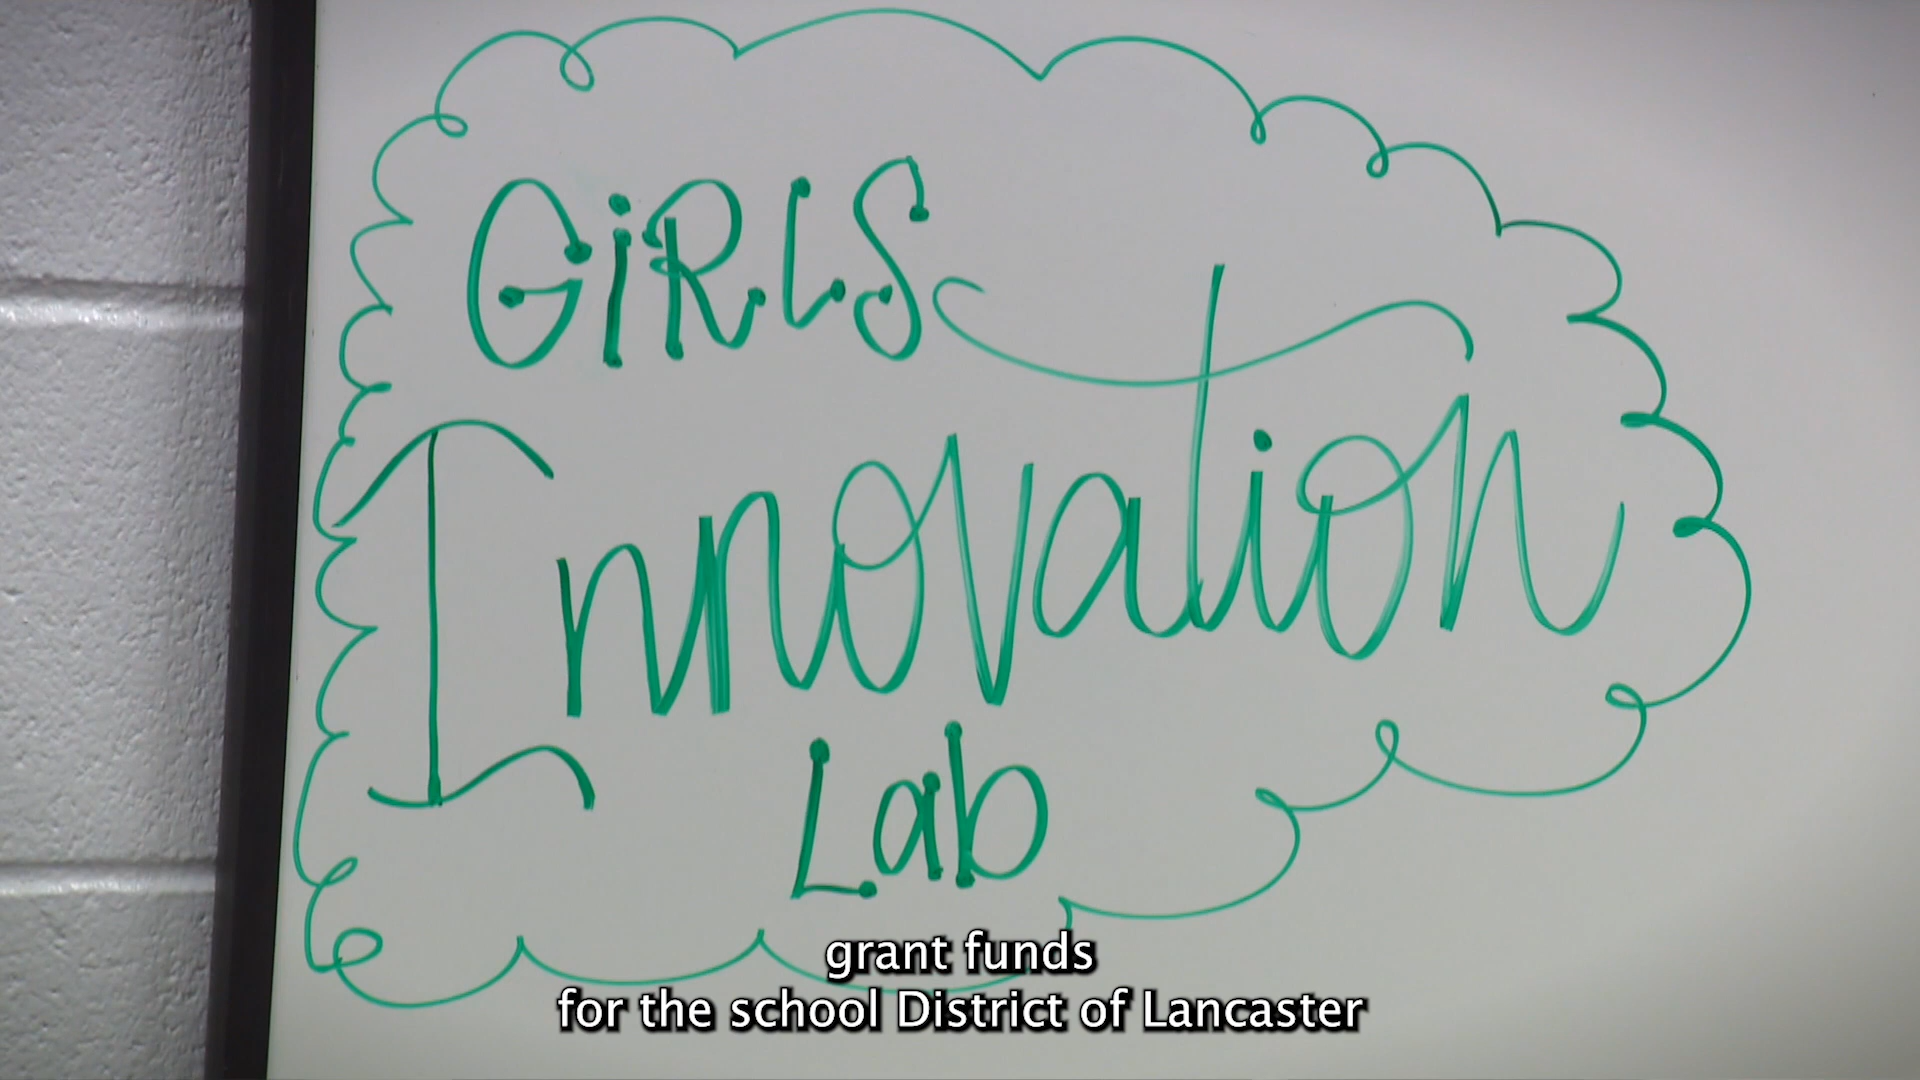 GiRLS
Innovation
Lab
grant funds
for the school District of Lancaster